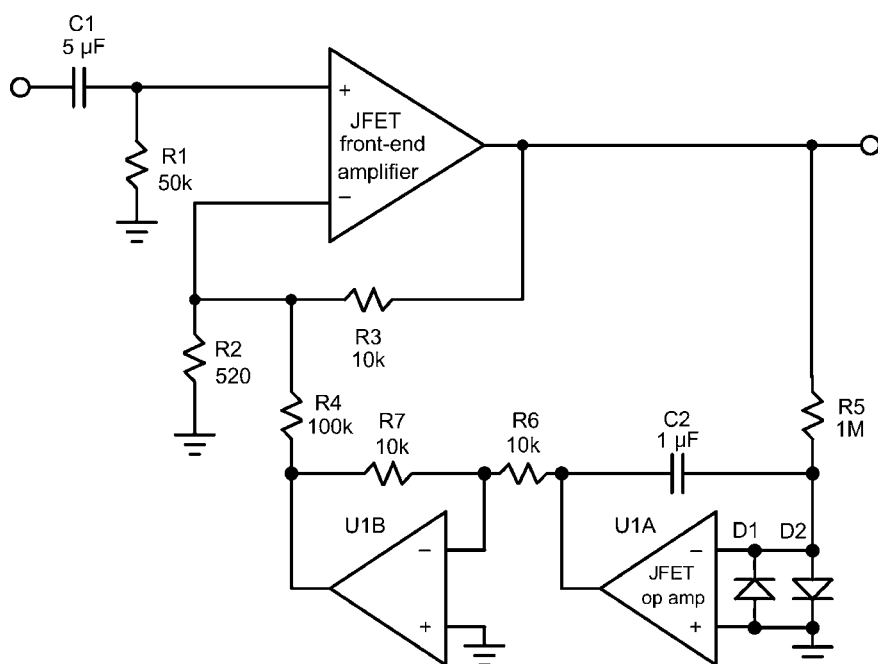 C1
5 µF
+
JFET
front-end
amplifier
−
R1
50k
R3
10k
R2
520
R4
100k
R7
10k
R6
10k
C2
1 µF
R5
1M
U1B
−
+
U1A
−
JFET
op amp
+
D1
D2